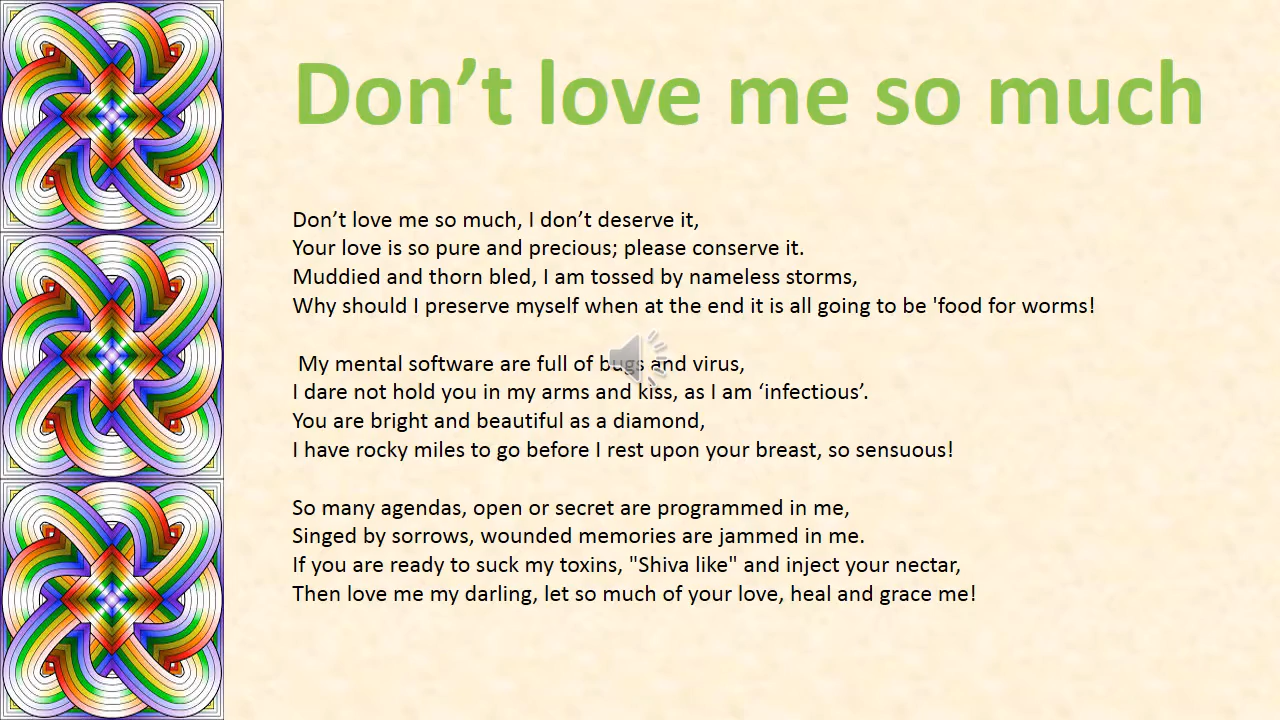 Don’t love me so much
Don’t love me so much, I don’t deserve it,
Your love is so pure and precious; please conserve it.
Muddied and thorn bled, I am tossed by nameless storms,
Why should I preserve myself when at the end it is all going to be 'food for worms!
My mental software are full of bugs and virus,
I dare not hold you in my arms and kiss, as I am ‘infectious’.
You are bright and beautiful as a diamond,
I have rocky miles to go before I rest upon your breast, so sensuous!
So many agendas, open or secret are programmed in me,
Singed by sorrows, wounded memories are jammed in me.
If you are ready to suck my toxins, "Shiva like" and inject your nectar,
Then love me my darling, let so much of your love, heal and grace me!